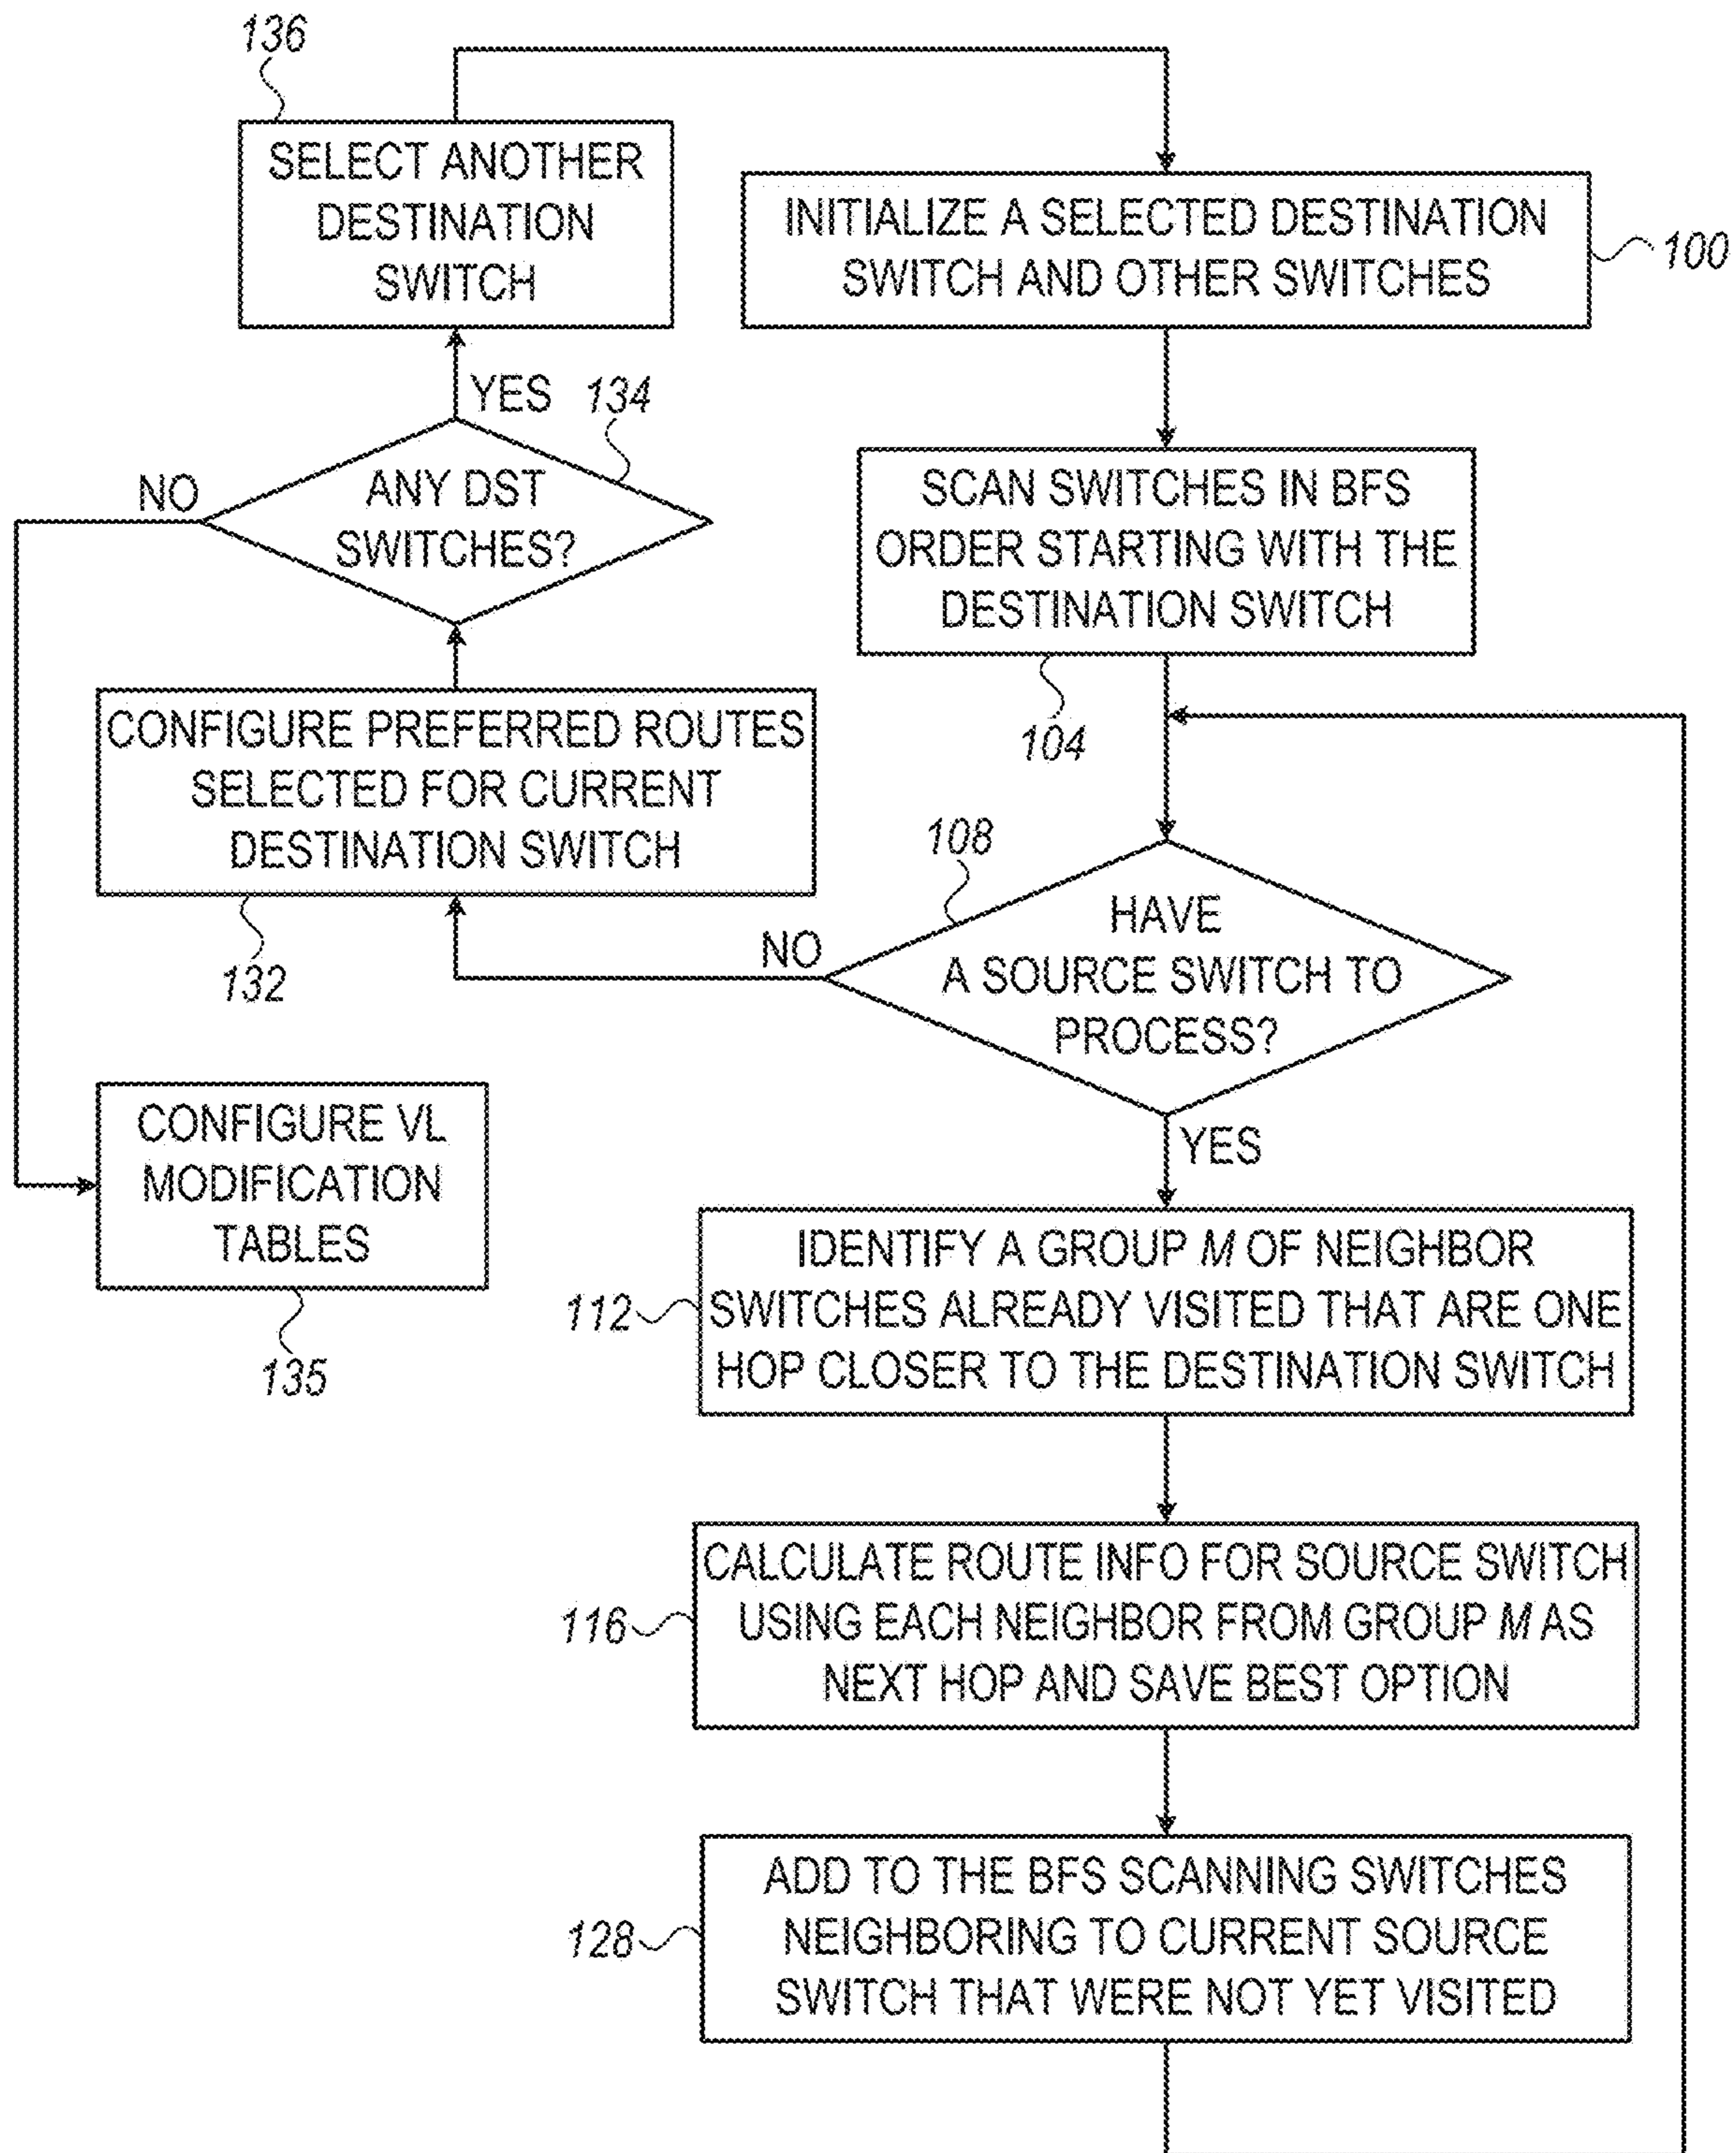 136
SELECT ANOTHER
DESTINATION
SWITCH
INITIALIZE A SELECTED DESTINATION
SWITCH AND OTHER SWITCHES
100
YES
134
NO
ANY DST
SWITCHES?
SCAN SWITCHES IN BFS
ORDER STARTING WITH THE
DESTINATION SWITCH
104
CONFIGURE PREFERRED ROUTES
SELECTED FOR CURRENT
DESTINATION SWITCH
132
108
NO
HAVE
A SOURCE SWITCH TO
PROCESS?
YES
CONFIGURE VL
MODIFICATION
TABLES
135
IDENTIFY A GROUP M OF NEIGHBOR
SWITCHES ALREADY VISITED THAT ARE ONE
HOP CLOSER TO THE DESTINATION SWITCH
112
CALCULATE ROUTE INFO FOR SOURCE SWITCH
USING EACH NEIGHBOR FROM GROUP M AS
NEXT HOP AND SAVE BEST OPTION
116
ADD TO THE BFS SCANNING SWITCHES
NEIGHBORING TO CURRENT SOURCE
SWITCH THAT WERE NOT YET VISITED
128